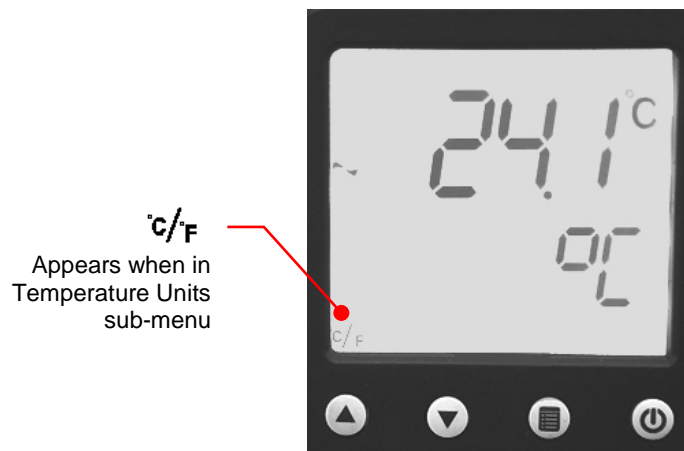 24.1°C
°C
°C/°F
Appears when in
Temperature Units
sub-menu
°C/°F